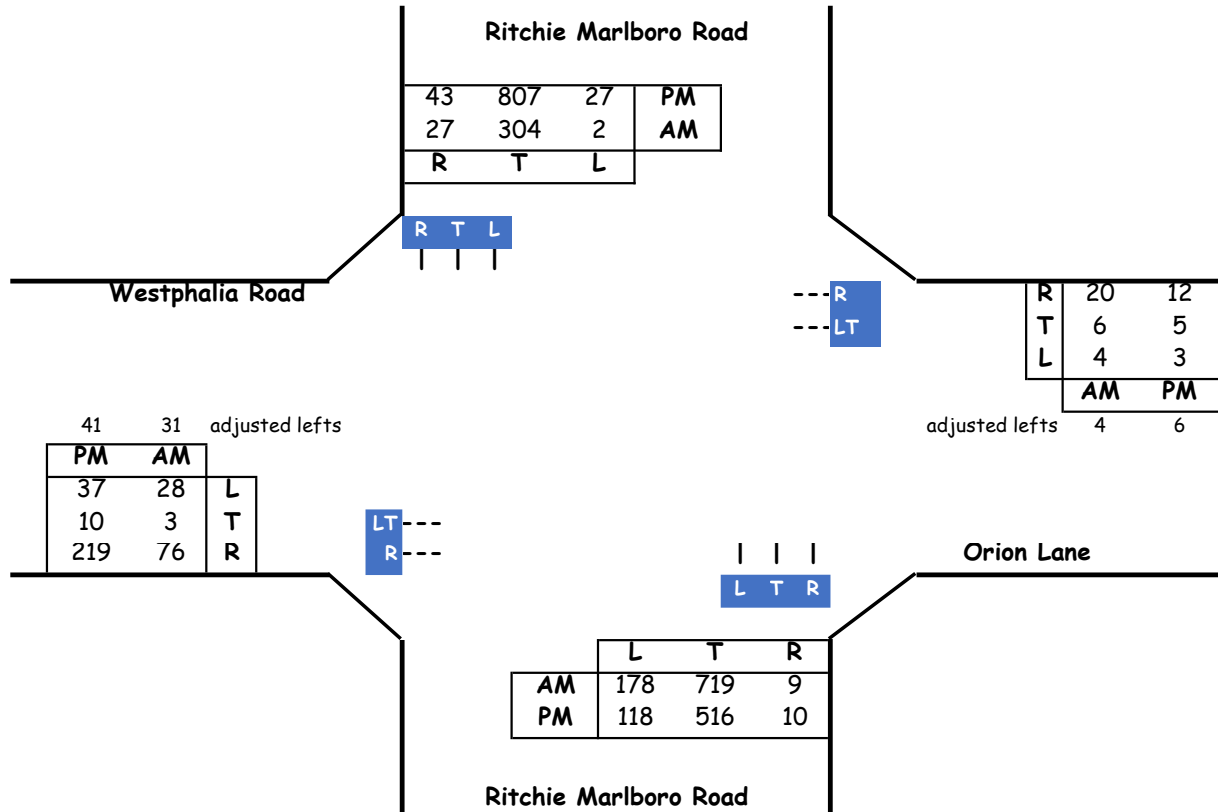 Ritchie Marlboro Road
43 807 27 PM
27 304 2 AM
R T L
R T L
Westphalia Road
R
LT
R 20 12
T 6 5
L 4 3
AM PM
adjusted lefts 4 6
41 31 adjusted lefts
PM AM
37 28 L
10 3 T
219 76 R
LT
R
Orion Lane
L T R
L T R
AM 178 719 9
PM 118 516 10
Ritchie Marlboro Road